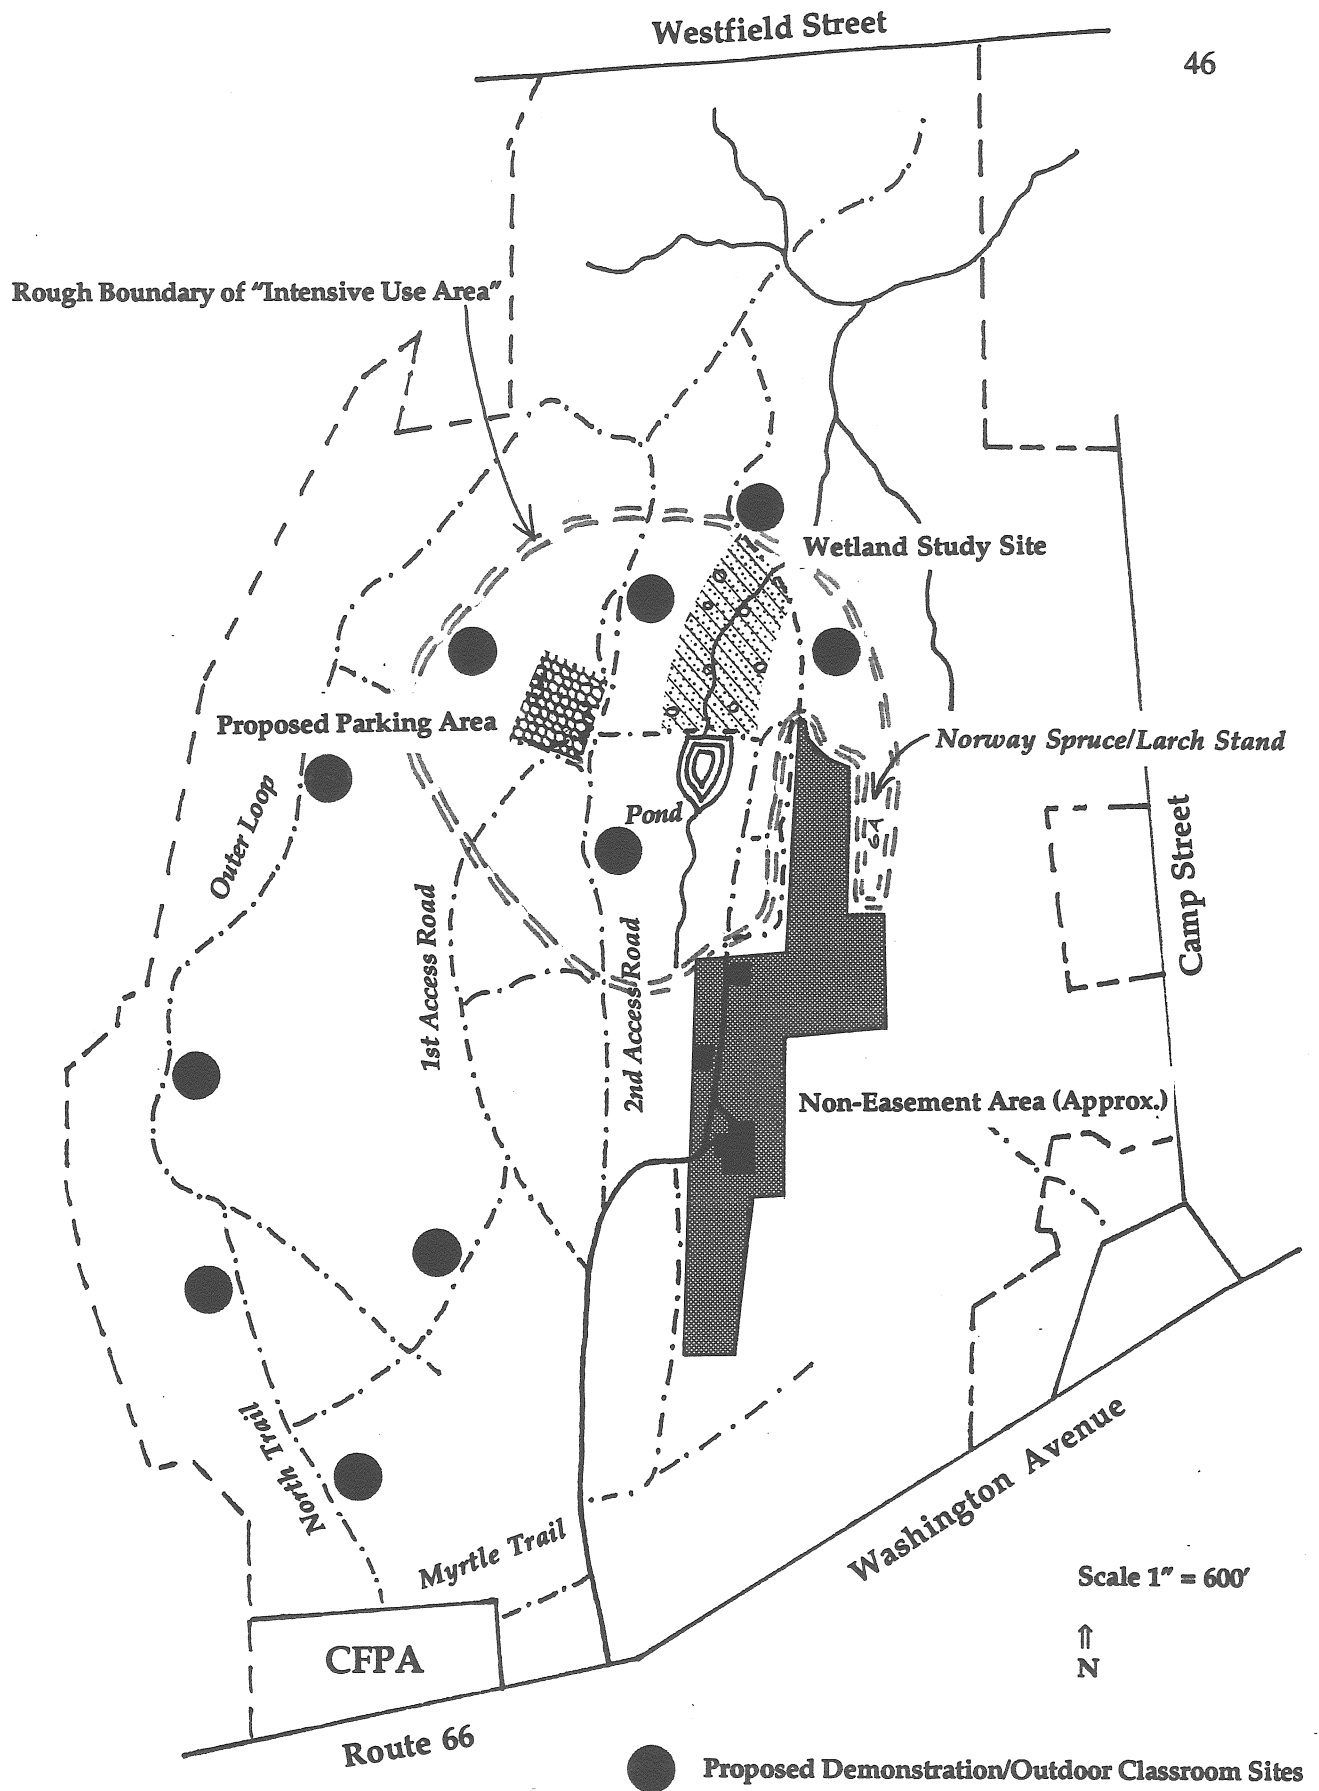 Westfield Street
46
Rough Boundary of "Intensive Use Area"
Wetland Study Site
Proposed Parking Area
Norway Spruce/Larch Stand
Pond
6A
Outer Loop
1st Access Road
2nd Access Road
Camp Street
Non-Easement Area (Approx.)
North Trail
Myrtle Trail
Washington Avenue
Scale 1" = 600'
N
CFPA
Route 66
Proposed Demonstration/Outdoor Classroom Sites